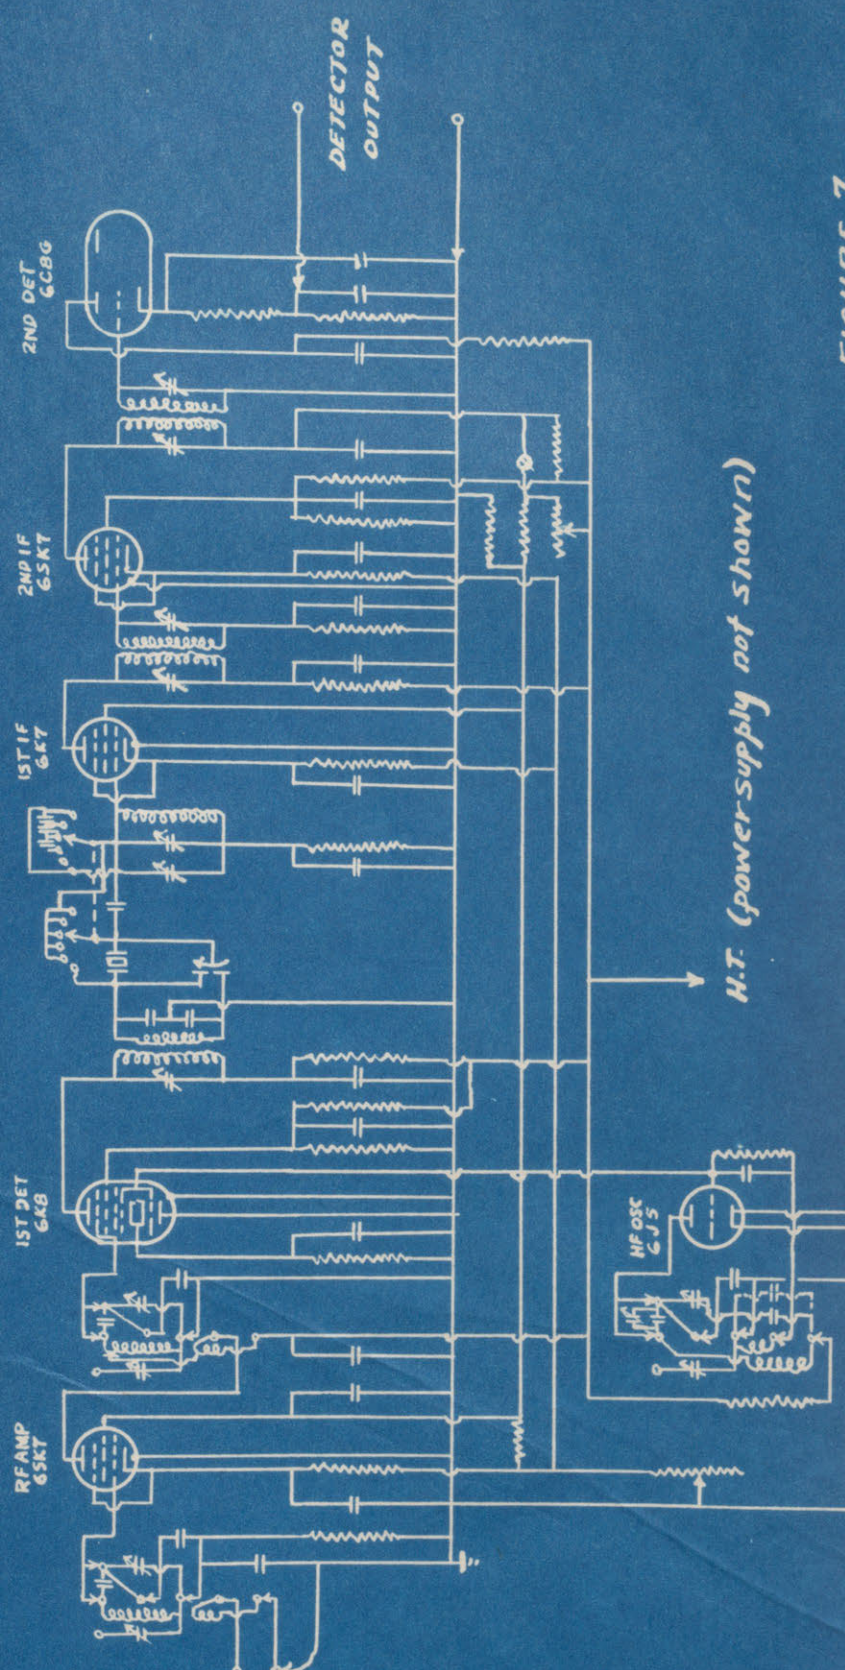 RF AMP
6SK7
1ST DET
6K8
1ST IF
6K7
2ND IF
6SK7
2ND DET
6C8G
DETECTOR
OUTPUT
HF OSC
6J5
H.T. (power supply not shown)